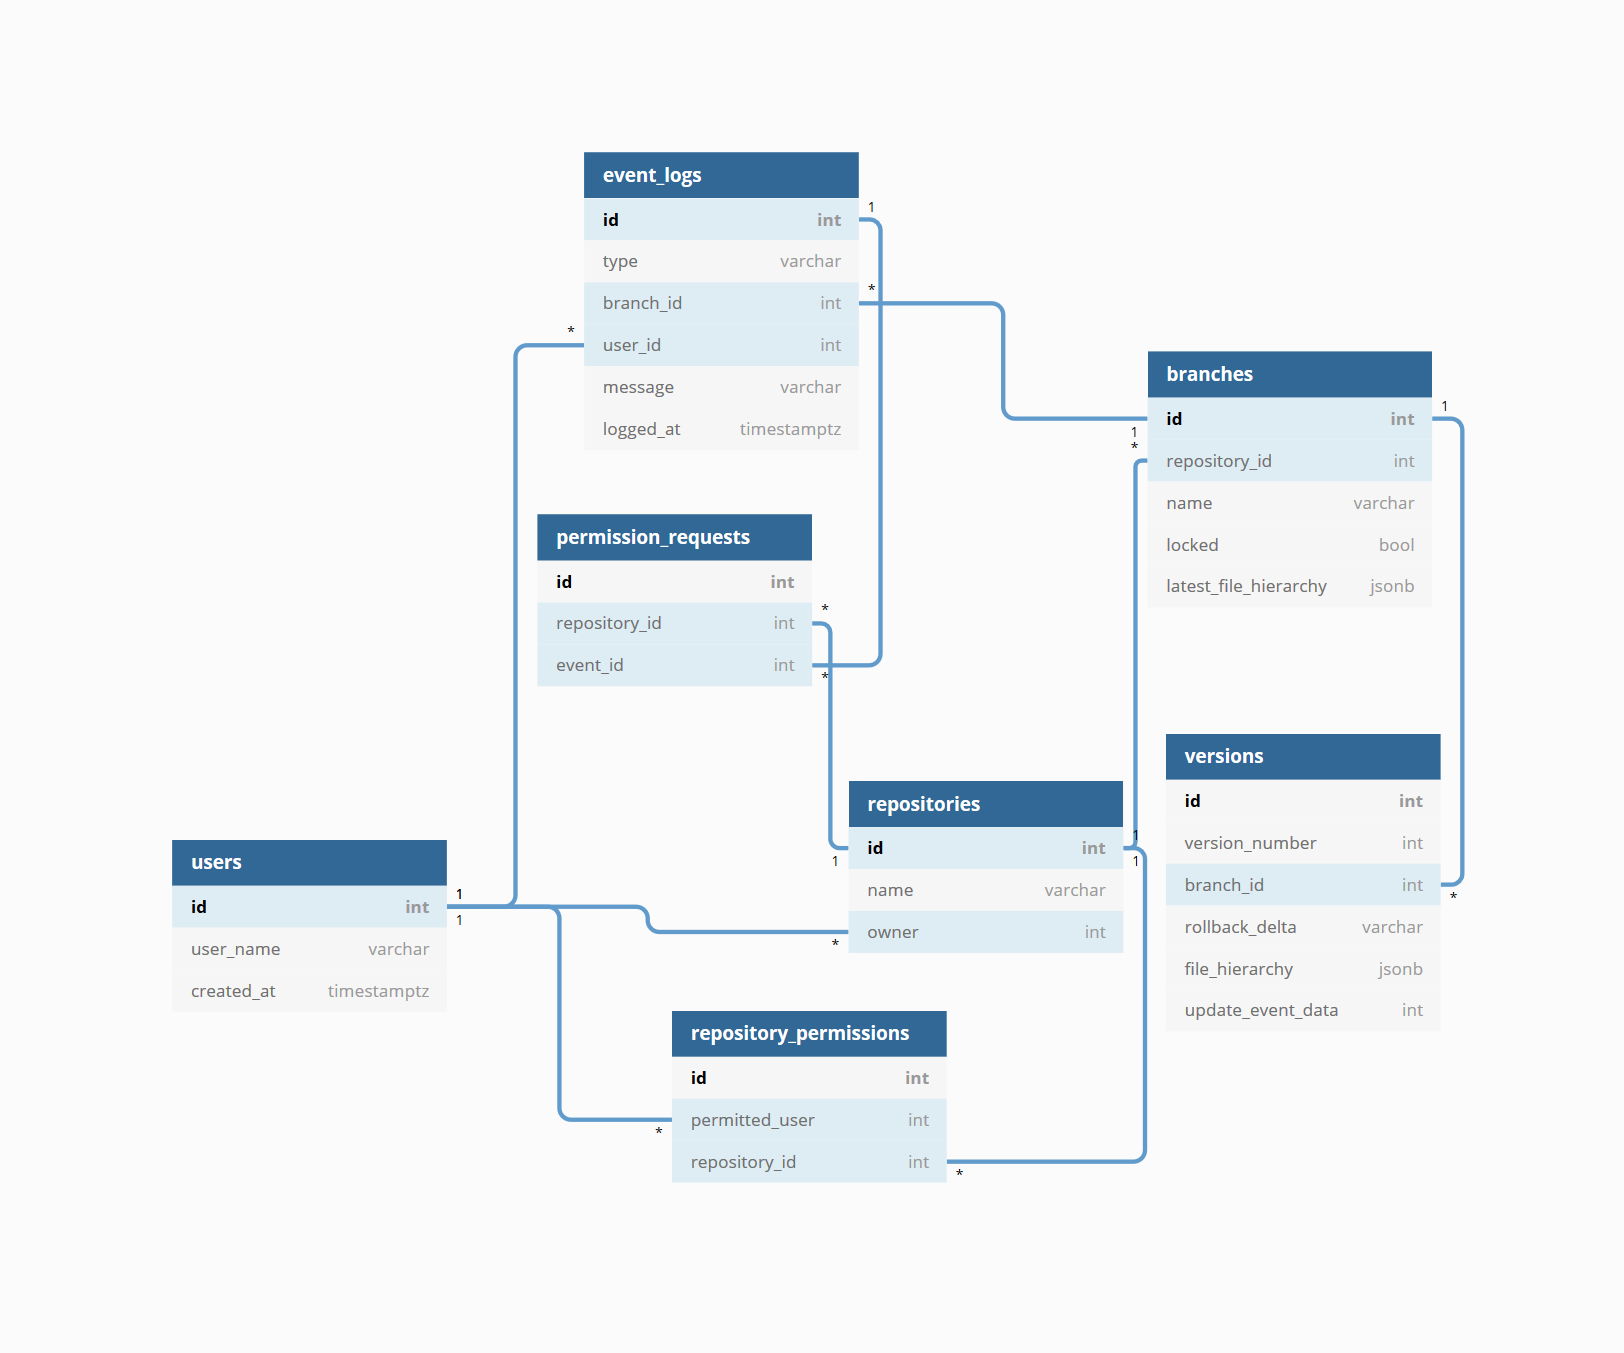 event_logs
1
id int
type varchar
*
branch_id int
*
user_id int
message varchar
logged_at timestamptz
branches
1
id int
1
*
repository_id int
name varchar
locked bool
latest_file_hierarchy jsonb
permission_requests
id int
*
repository_id int
event_id int
*
versions
id int
version_number int
branch_id int
*
rollback_delta varchar
file_hierarchy jsonb
update_event_data int
repositories
1
id int
1
1
name varchar
owner int
*
users
1
id int
1
user_name varchar
created_at timestamptz
repository_permissions
id int
permitted_user int
*
repository_id int
*